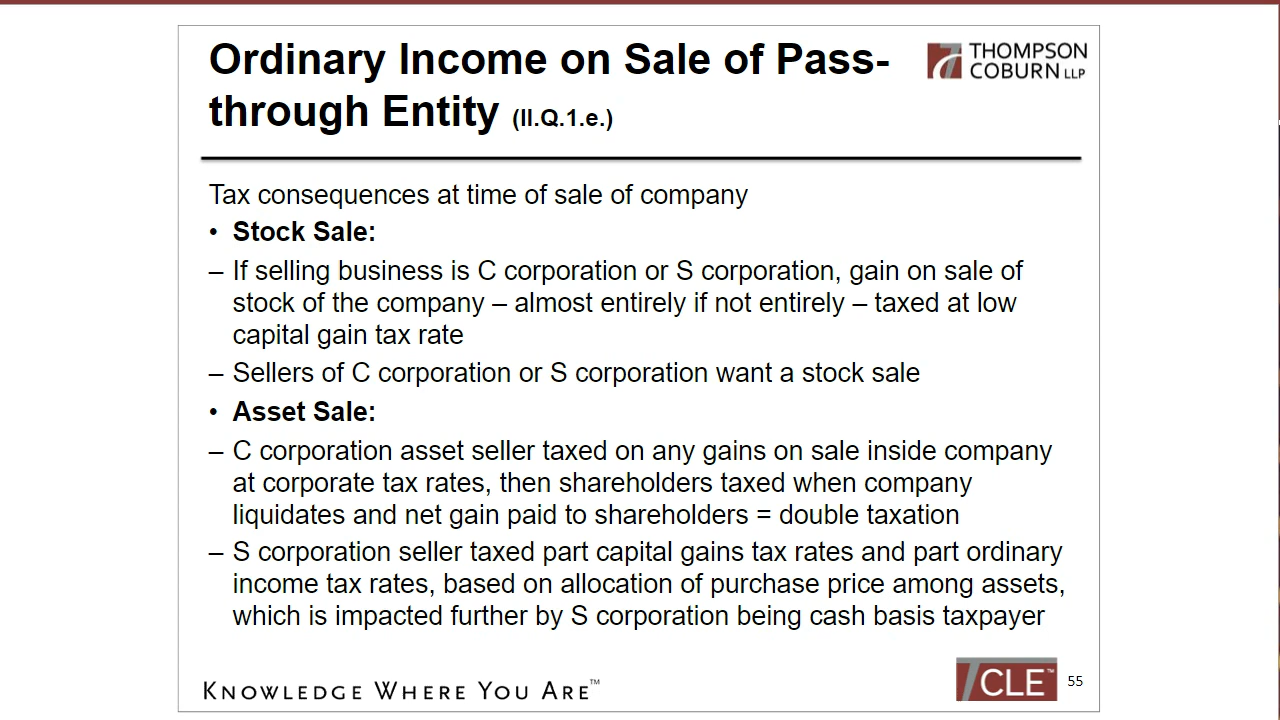 Ordinary Income on Sale of Pass-
through Entity (II.Q.1.e.)
THOMPSON
COBURN LLP
Tax consequences at time of sale of company
• Stock Sale:
– If selling business is C corporation or S corporation, gain on sale of
stock of the company – almost entirely if not entirely – taxed at low
capital gain tax rate
– Sellers of C corporation or S corporation want a stock sale
• Asset Sale:
– C corporation asset seller taxed on any gains on sale inside company
at corporate tax rates, then shareholders taxed when company
liquidates and net gain paid to shareholders = double taxation
– S corporation seller taxed part capital gains tax rates and part ordinary
income tax rates, based on allocation of purchase price among assets,
which is impacted further by S corporation being cash basis taxpayer
KNOWLEDGE WHERE YOU ARE™
CLE™
55